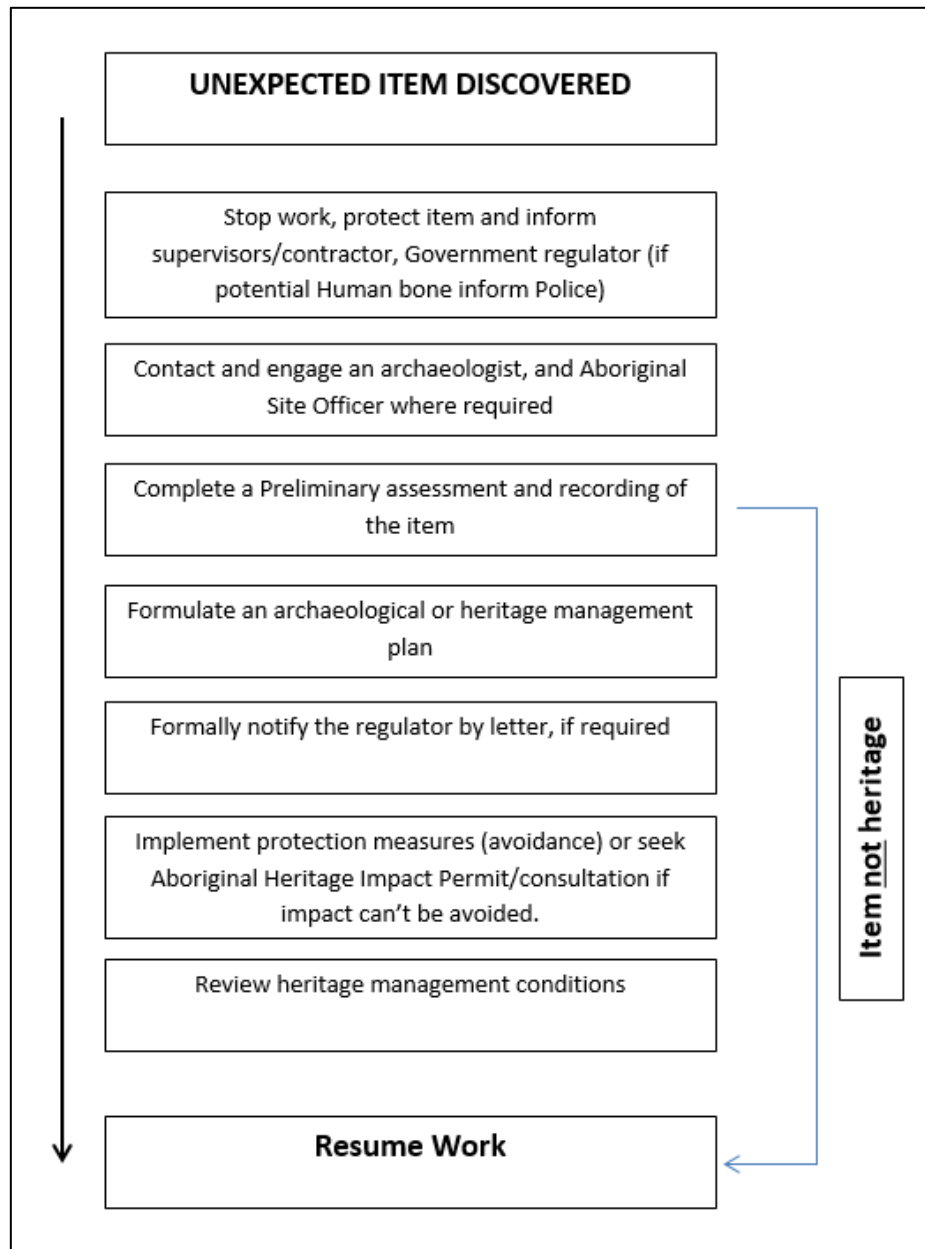 UNEXPECTED ITEM DISCOVERED
Stop work, protect item and inform
supervisors/contractor, Government regulator (if
potential Human bone inform Police)
Contact and engage an archaeologist, and Aboriginal
Site Officer where required
Complete a Preliminary assessment and recording of
the item
Formulate an archaeological or heritage management
plan
Formally notify the regulator by letter, if required
Implement protection measures (avoidance) or seek
Aboriginal Heritage Impact Permit/consultation if
impact can’t be avoided.
Review heritage management conditions
Resume Work
Item not heritage